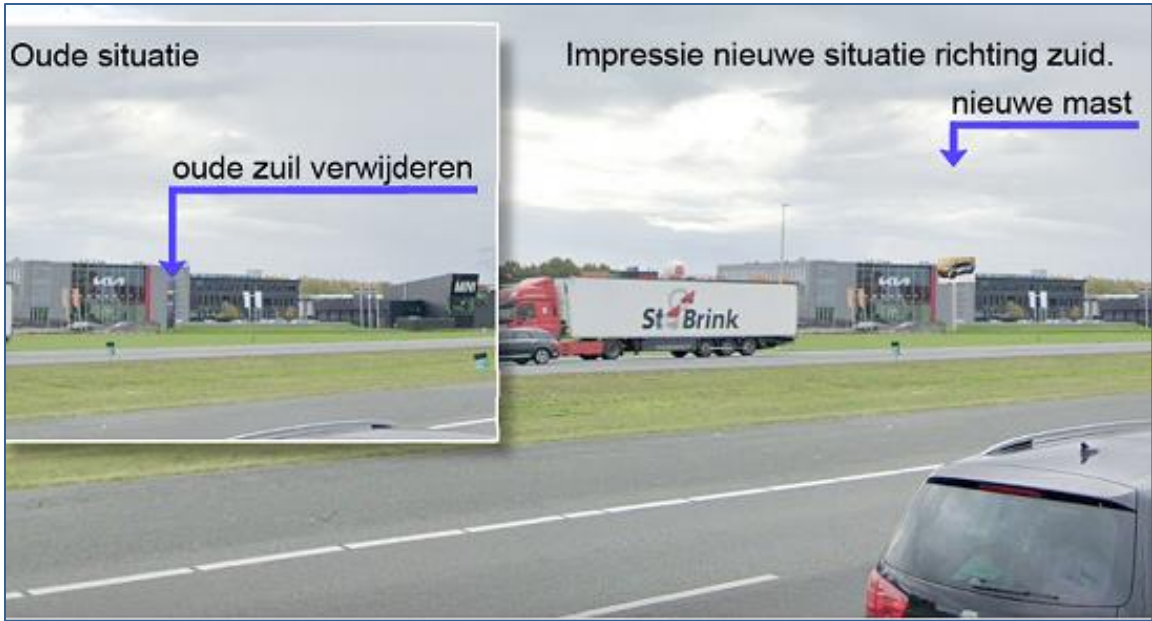 Oude situatie
oude zuil verwijderen
KIA
MINI
Impressie nieuwe situatie richting zuid.
nieuwe mast
St Brink
KIA